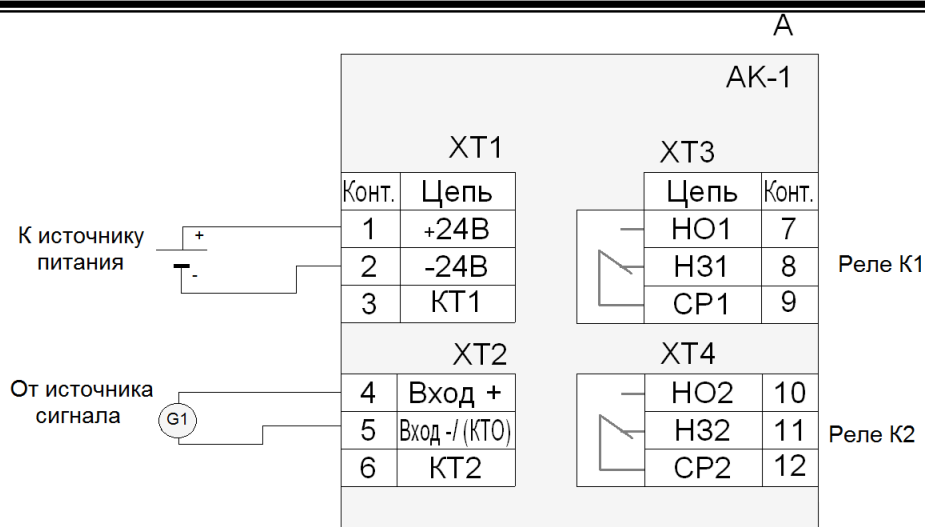 А
АК-1
ХТ1
Конт. Цепь
1 +24В
2 -24В
3 КТ1
К источнику
питания
+
-
ХТ2
4 Вход +
5 Вход -/ (КТО)
6 КТ2
От источника
сигнала
G1
ХТ3
Цепь Конт.
НО1 7
НЗ1 8
СР1 9
Реле К1
ХТ4
НО2 10
НЗ2 11
СР2 12
Реле К2